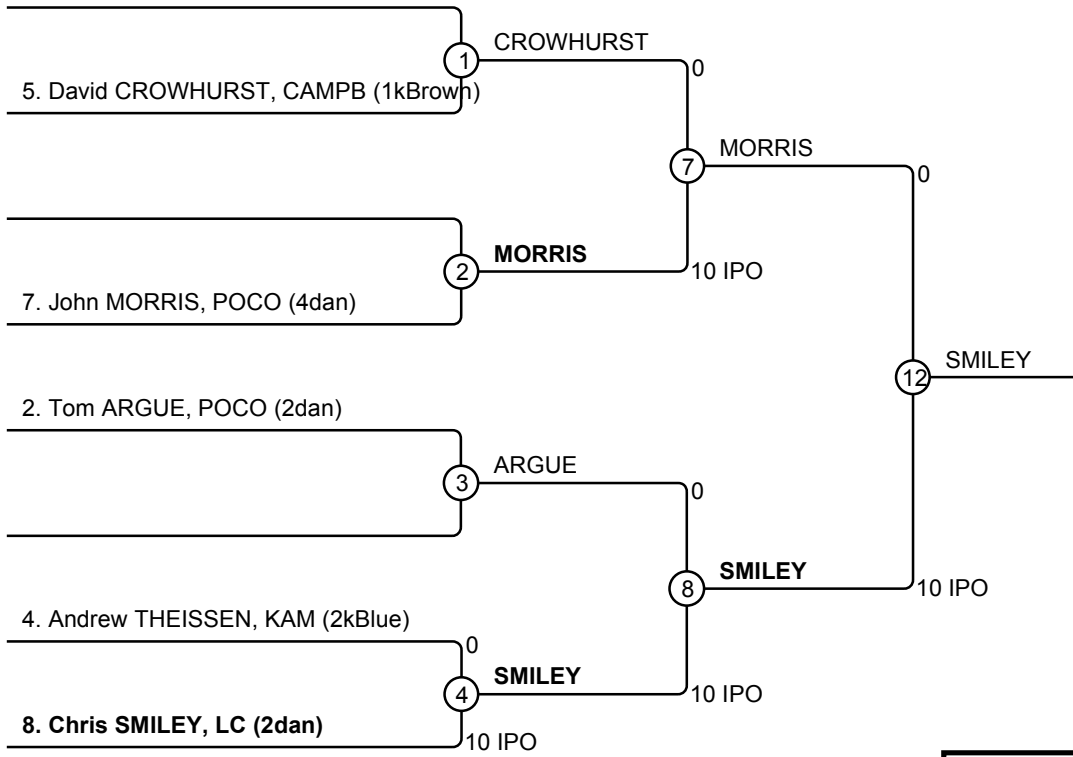 CROWHURST
1
0
5. David CROWHURST, CAMPB (1kBrown)
MORRIS
7
0
MORRIS
2
10 IPO
7. John MORRIS, POCO (4dan)
SMILEY
12
2. Tom ARGUE, POCO (2dan)
ARGUE
3
0
SMILEY
8
10 IPO
4. Andrew THEISSEN, KAM (2kBlue)
0
SMILEY
4
10 IPO
8. Chris SMILEY, LC (2dan)
10 IPO